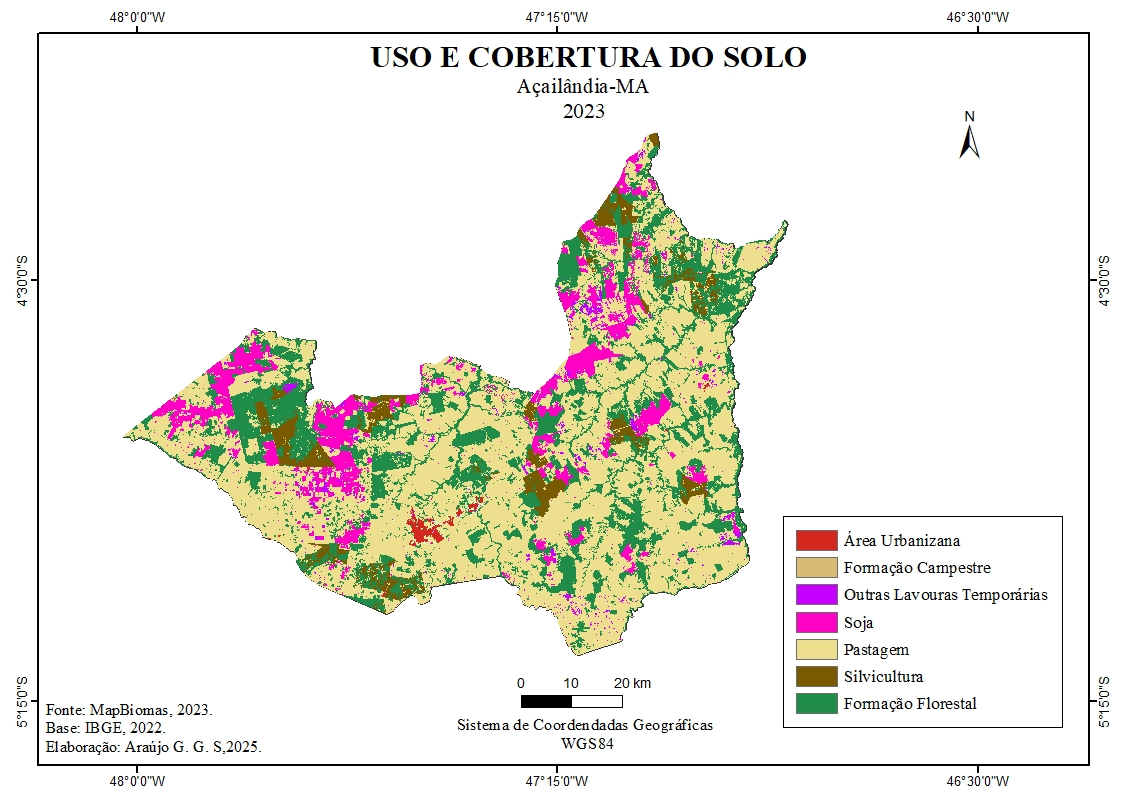 48°0'0"W
47°15'0"W
46°30'0"W
USO E COBERTURA DO SOLO
Açailândia-MA
2023
N
4°30'0"S
4°30'0"S
Área Urbanizana
Formação Campestre
Outras Lavouras Temporárias
Soja
Pastagem
Silvicultura
Formação Florestal
0 10 20 km
Sistema de Coordendadas Geográficas
WGS84
5°15'0"S
5°15'0"S
Fonte: MapBiomas, 2023.
Base: IBGE, 2022.
Elaboração: Araújo G. G. S,2025.
48°0'0"W
47°15'0"W
46°30'0"W